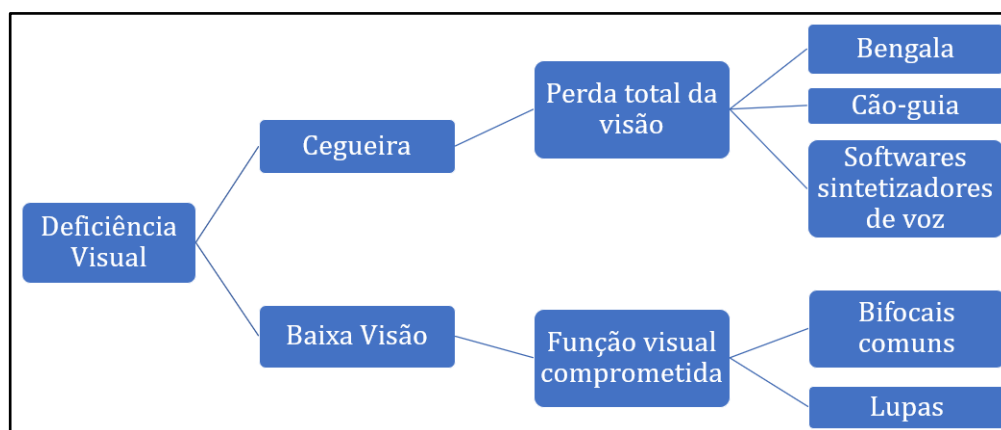 Deficiência
Visual
Cegueira
Perda total da
visão
Bengala
Cão-guia
Softwares
sintetizadores
de voz
Baixa Visão
Função visual
comprometida
Bifocais
comuns
Lupas